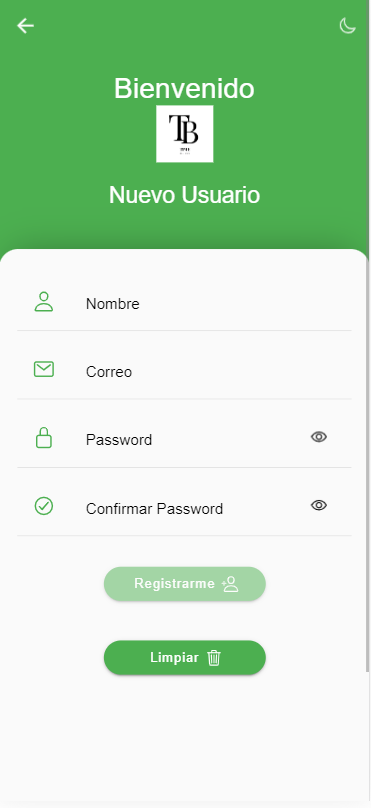 Bienvenido
TB
Nuevo Usuario
Nombre
Correo
Password
Confirmar Password
Registrarme
Limpiar